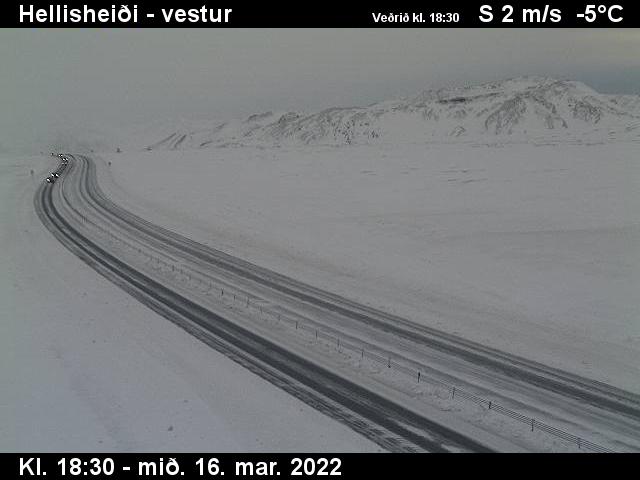 Hellisheiði - vestur Veðrið kl. 18:30 S 2 m/s -5°C
Kl. 18:30 - mið. 16. mar. 2022